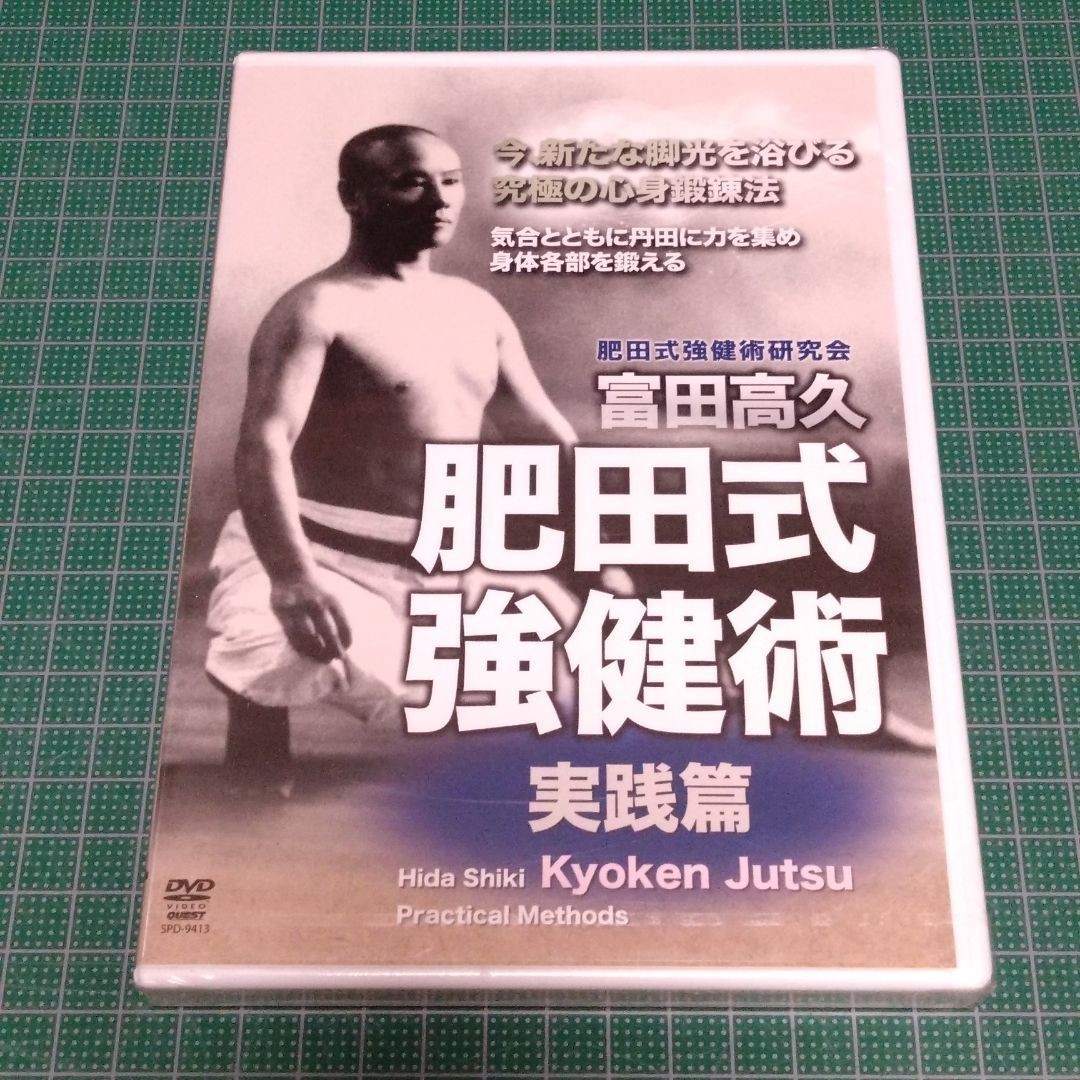 今、新たな脚光を浴びる
究極の心身鍛錬法
気合とともに丹田に力を集め
身体各部を鍛える
肥田式強健術研究会
富田高久
肥田式
強健術
実践篇
Hida Shiki Kyoken Jutsu
Practical Methods
DVD
VIDEO
QUEST
SPD-9413